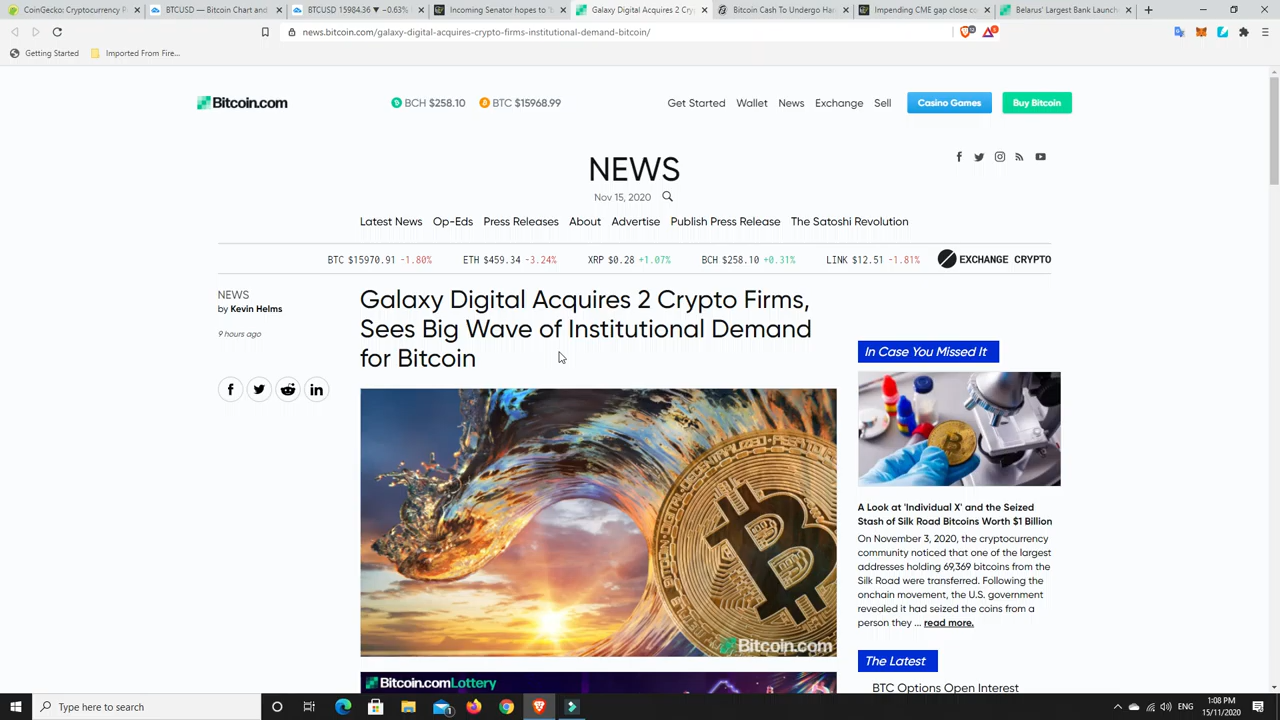 CoinGecko: Cryptocurrency P
BTCUSD — Bitcoin Chart and
BTCUSD 15984.36 ▼ −0.63%
Incoming Senator hopes to
Galaxy Digital Acquires 2 Cry
Bitcoin Cash To Undergo Har
Impending CME gap close co
Belarus' Largest Bank Launch
news.bitcoin.com/galaxy-digital-acquires-crypto-firms-institutional-demand-bitcoin/
Getting Started
Imported From Fire...
Bitcoin.com
BCH $258.10
BTC $15968.99
Get Started Wallet News Exchange Sell
Casino Games
Buy Bitcoin
NEWS
Nov 15, 2020
Latest News Op-Eds Press Releases About Advertise Publish Press Release The Satoshi Revolution
BTC $15970.91 -1.80% ETH $459.34 -3.24% XRP $0.28 +1.07% BCH $258.10 +0.31% LINK $12.51 -1.81% EXCHANGE CRYPTO
NEWS
by Kevin Helms
9 hours ago
Galaxy Digital Acquires 2 Crypto Firms,
Sees Big Wave of Institutional Demand
for Bitcoin
Bitcoin.com
Bitcoin.com Lottery
In Case You Missed It
A Look at 'Individual X' and the Seized
Stash of Silk Road Bitcoins Worth $1 Billion
On November 3, 2020, the cryptocurrency
community noticed that one of the largest
addresses holding 69,369 bitcoins from the
Silk Road were transferred. Following the
onchain movement, the U.S. government
revealed it had seized the coins from a
person they ... read more.
The Latest
BTC Options Open Interest
Type here to search
ENG
1:08 PM
15/11/2020